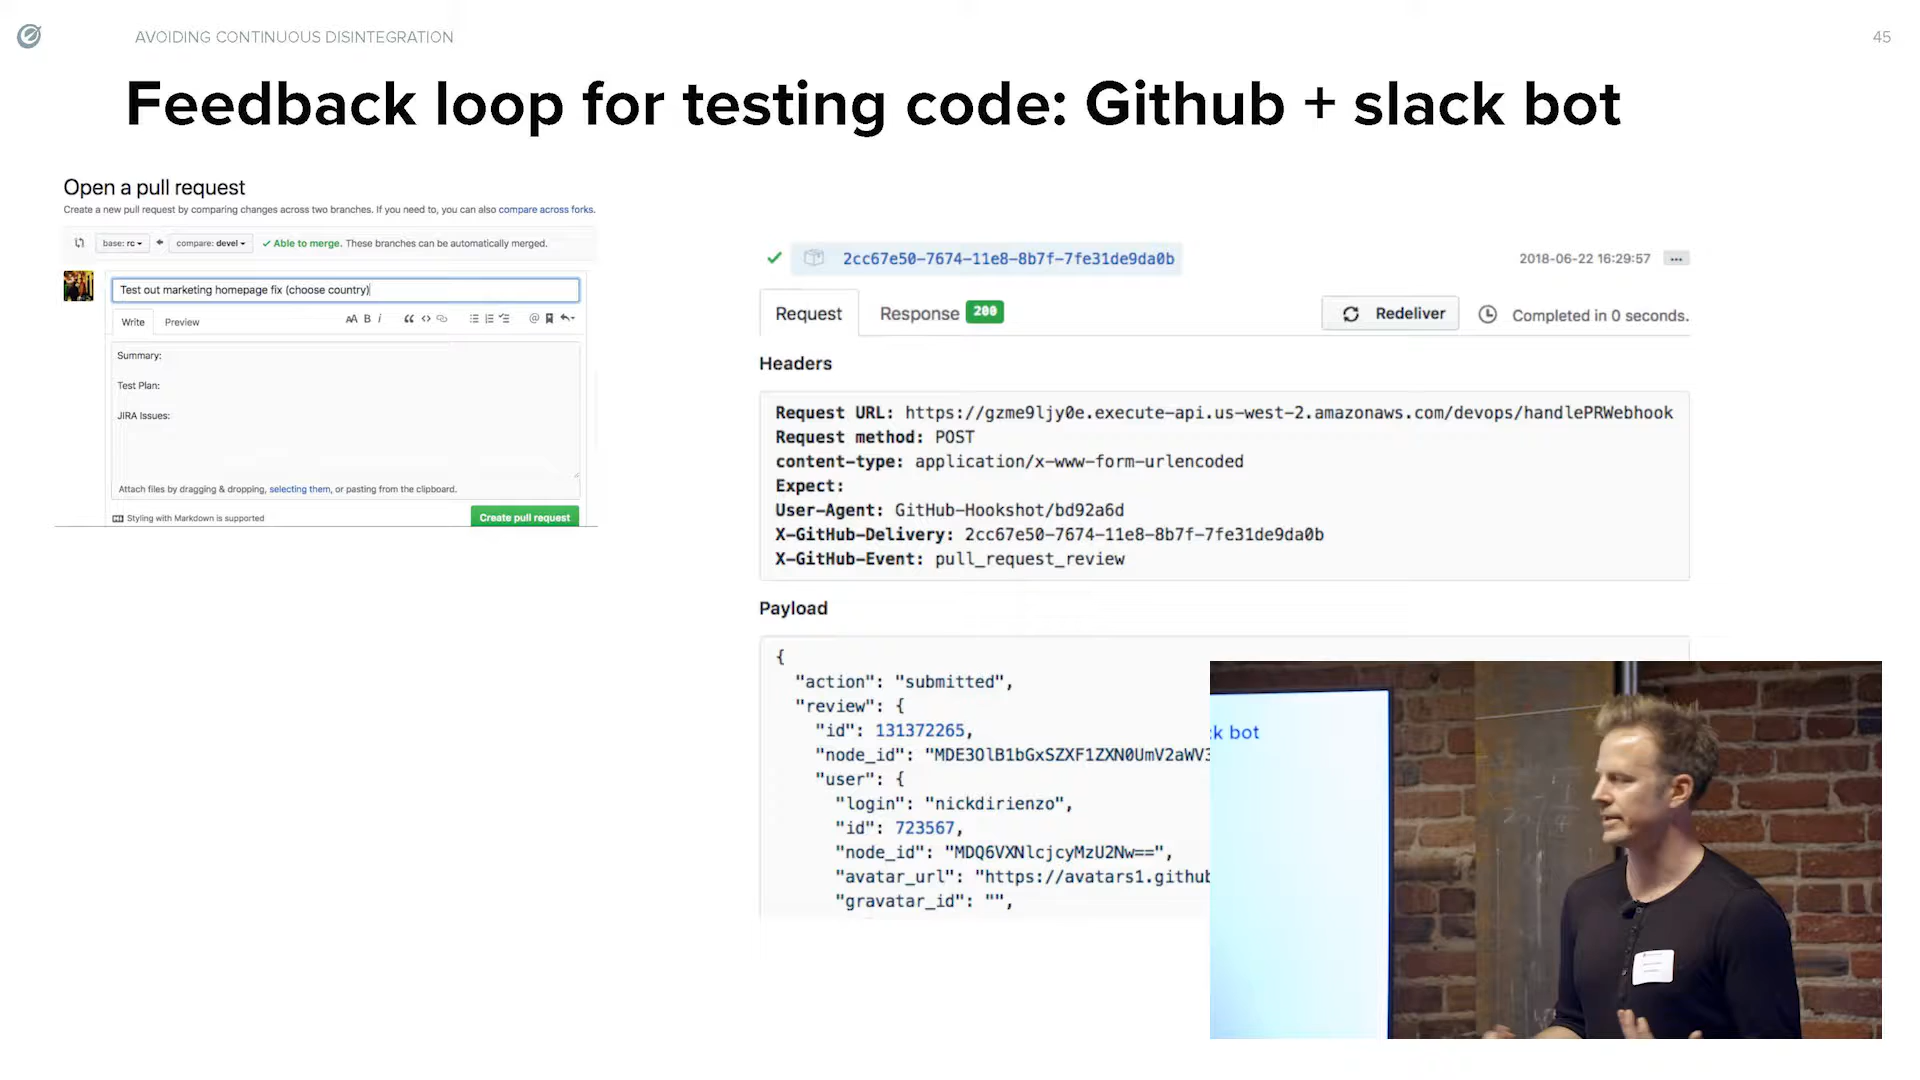 AVOIDING CONTINUOUS DISINTEGRATION
45
Feedback loop for testing code: Github + slack bot
Open a pull request
Create a new pull request by comparing changes across two branches. If you need to, you can also compare across forks.
base: rc
compare: devel
Able to merge. These branches can be automatically merged.
Test out marketing homepage fix (choose country)
Write
Preview
AA B i
Summary:
Test Plan:
JIRA Issues:
Attach files by dragging & dropping, selecting them, or pasting from the clipboard.
Styling with Markdown is supported
Create pull request
2cc67e50-7674-11e8-8b7f-7fe31de9da0b
2018-06-22 16:29:57
Request
Response 200
Redeliver
Completed in 0 seconds.
Headers
Request URL: https://gzme9ljy0e.execute-api.us-west-2.amazonaws.com/devops/handlePRWebhook
Request method: POST
content-type: application/x-www-form-urlencoded
Expect:
User-Agent: GitHub-Hookshot/bd92a6d
X-GitHub-Delivery: 2cc67e50-7674-11e8-8b7f-7fe31de9da0b
X-GitHub-Event: pull_request_review
Payload
{
"action": "submitted",
"review": {
"id": 131372265,
"node_id": "MDE3OlB1bGxSZXF1ZXN0UmV2aWV3
"user": {
"login": "nickdirienzo",
"id": 723567,
"node_id": "MDQ6VXNlcjcyMzU2Nw==",
"avatar_url": "https://avatars1.github
"gravatar_id": "",
ck bot